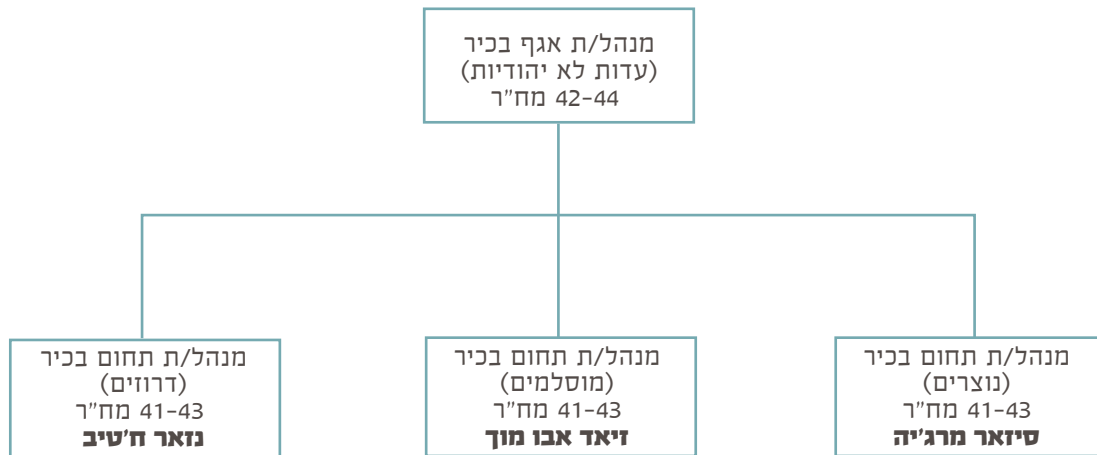 מנהל/ת אגף בכיר
(עדות לא יהודיות)
42-44 מח"ר
מנהל/ת תחום בכיר
(נוצרים)
41-43 מח"ר
סיזאר מרג'יה
מנהל/ת תחום בכיר
(מוסלמים)
41-43 מח"ר
זיאד אבו מוך
מנהל/ת תחום בכיר
(דרוזים)
41-43 מח"ר
נזאר ח'טיב